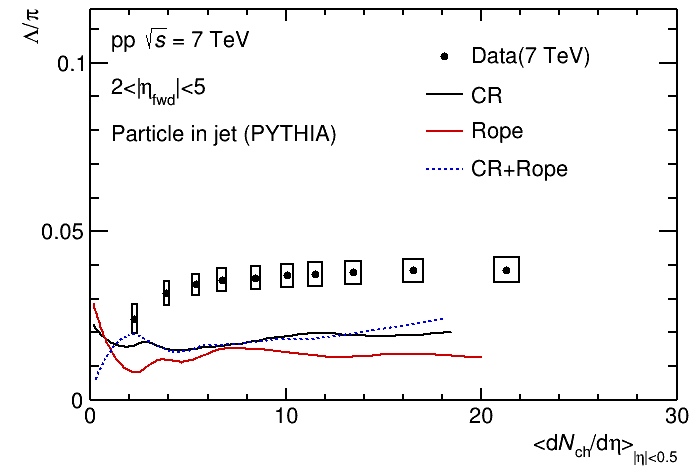 Λ/π
pp √s = 7 TeV
2<|η_fwd|<5
Particle in jet (PYTHIA)
Data(7 TeV)
CR
Rope
CR+Rope
0.1
0.05
0
0 10 20 30
<dN_ch/dη>_|η|<0.5